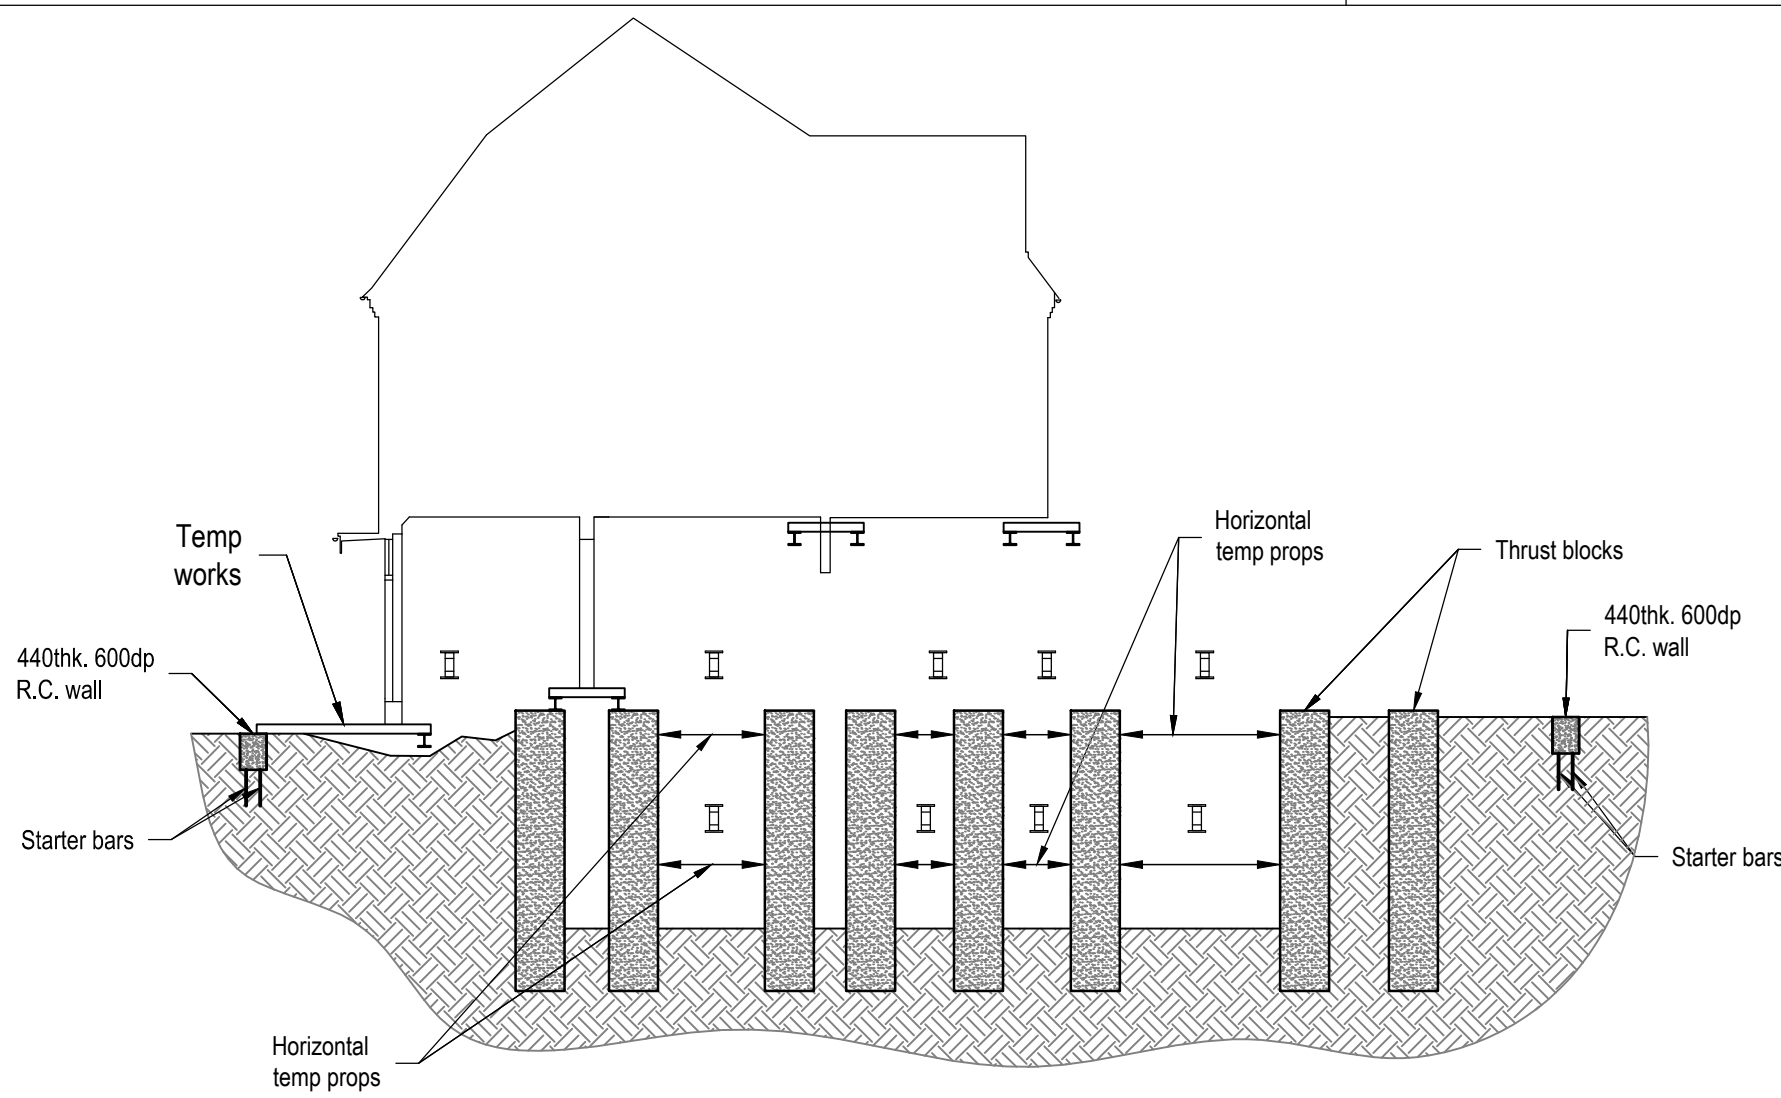 Temp
works
440thk. 600dp
R.C. wall
Starter bars
Horizontal
temp props
Horizontal
temp props
Thrust blocks
440thk. 600dp
R.C. wall
Starter bars